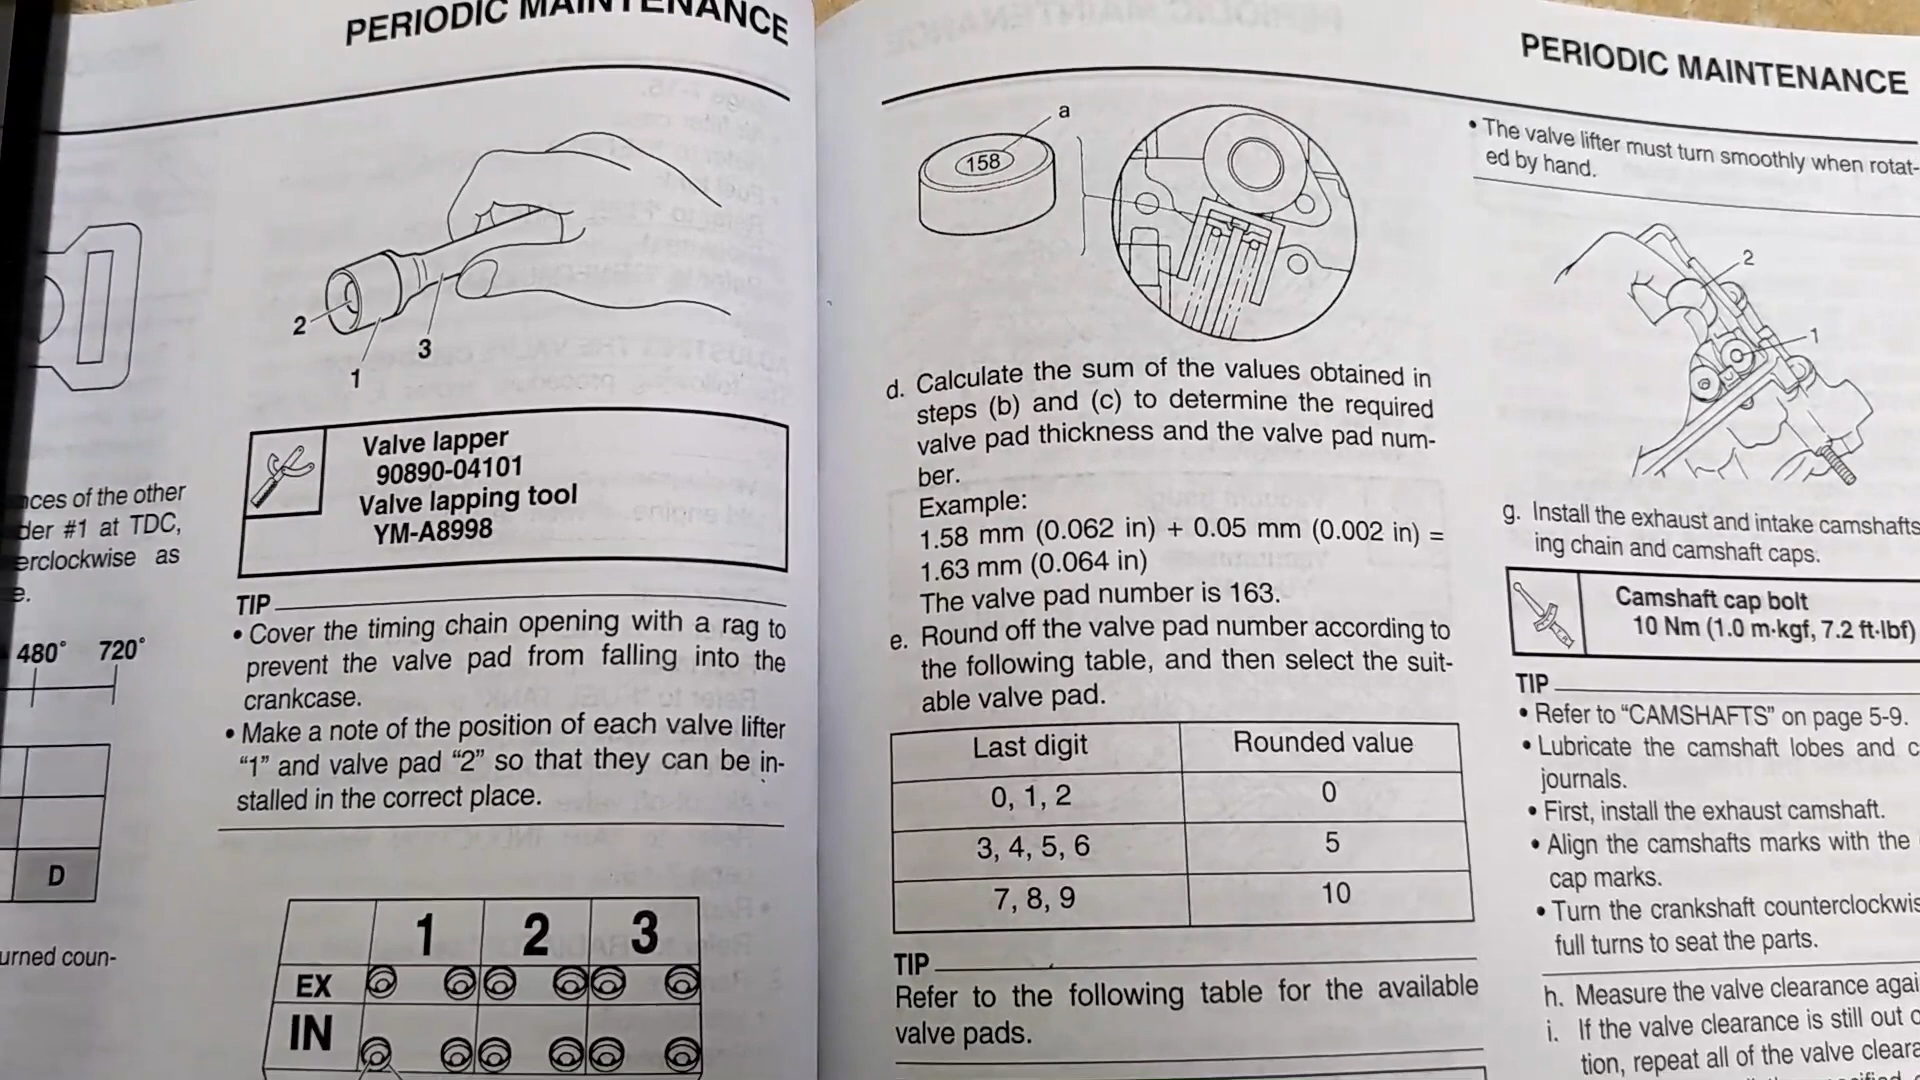 PERIODIC MAINTENANCE
of the other
#1 at TDC,
as
480° 720°
D
coun-
2
3
1
Valve lapper
90890-04101
Valve lapping tool
YM-A8998
TIP
• Cover the timing chain opening with a rag to
prevent the valve pad from falling into the
crankcase.
• Make a note of the position of each valve lifter
“1” and valve pad “2” so that they can be in-
stalled in the correct place.
1 2 3
EX
IN
PERIODIC MAINTENANCE
a
158
d. Calculate the sum of the values obtained in
steps (b) and (c) to determine the required
valve pad thickness and the valve pad num-
ber.
Example:
1.58 mm (0.062 in) + 0.05 mm (0.002 in) =
1.63 mm (0.064 in)
The valve pad number is 163.
e. Round off the valve pad number according to
the following table, and then select the suit-
able valve pad.
Last digit Rounded value
0, 1, 2 0
3, 4, 5, 6 5
7, 8, 9 10
TIP
Refer to the following table for the available
valve pads.
• The valve lifter must turn smoothly when rotat-
ed by hand.
2
1
g. Install the exhaust and intake camshafts
ing chain and camshaft caps.
Camshaft cap bolt
10 Nm (1.0 m·kgf, 7.2 ft·lbf)
TIP
• Refer to “CAMSHAFTS” on page 5-9.
• Lubricate the camshaft lobes and
journals.
• First, install the exhaust camshaft.
• Align the camshafts marks with the
cap marks.
• Turn the crankshaft
full turns to seat the parts.
h. Measure the valve clearance
i. If the valve clearance is still out
tion, repeat all of the valve